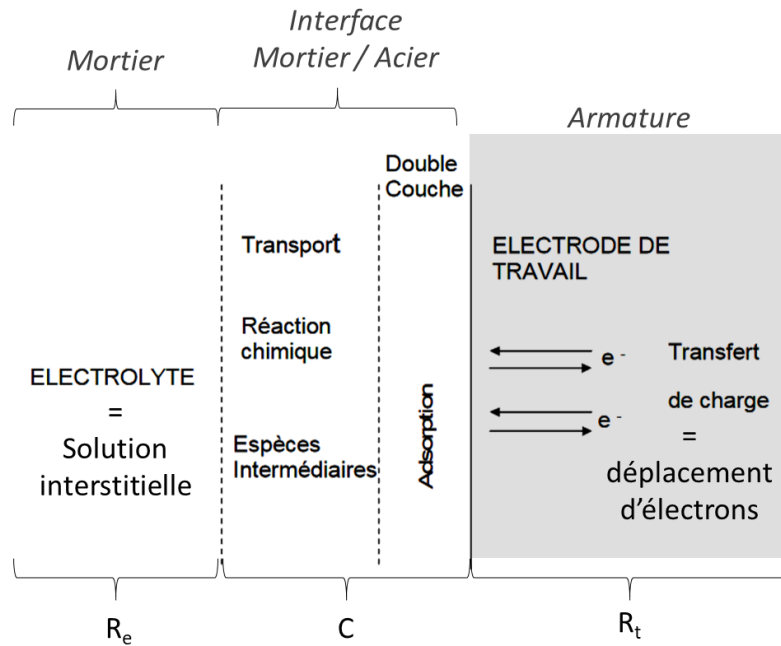 Mortier
Interface
Mortier / Acier
Armature
ELECTROLYTE
=
Solution
interstitielle
Transport
Réaction
chimique
Espèces
Intermédiaires
Double
Couche
Adsorption
ELECTRODE DE
TRAVAIL
e -
e -
Transfert
de charge
=
déplacement
d’électrons
Re
C
Rt